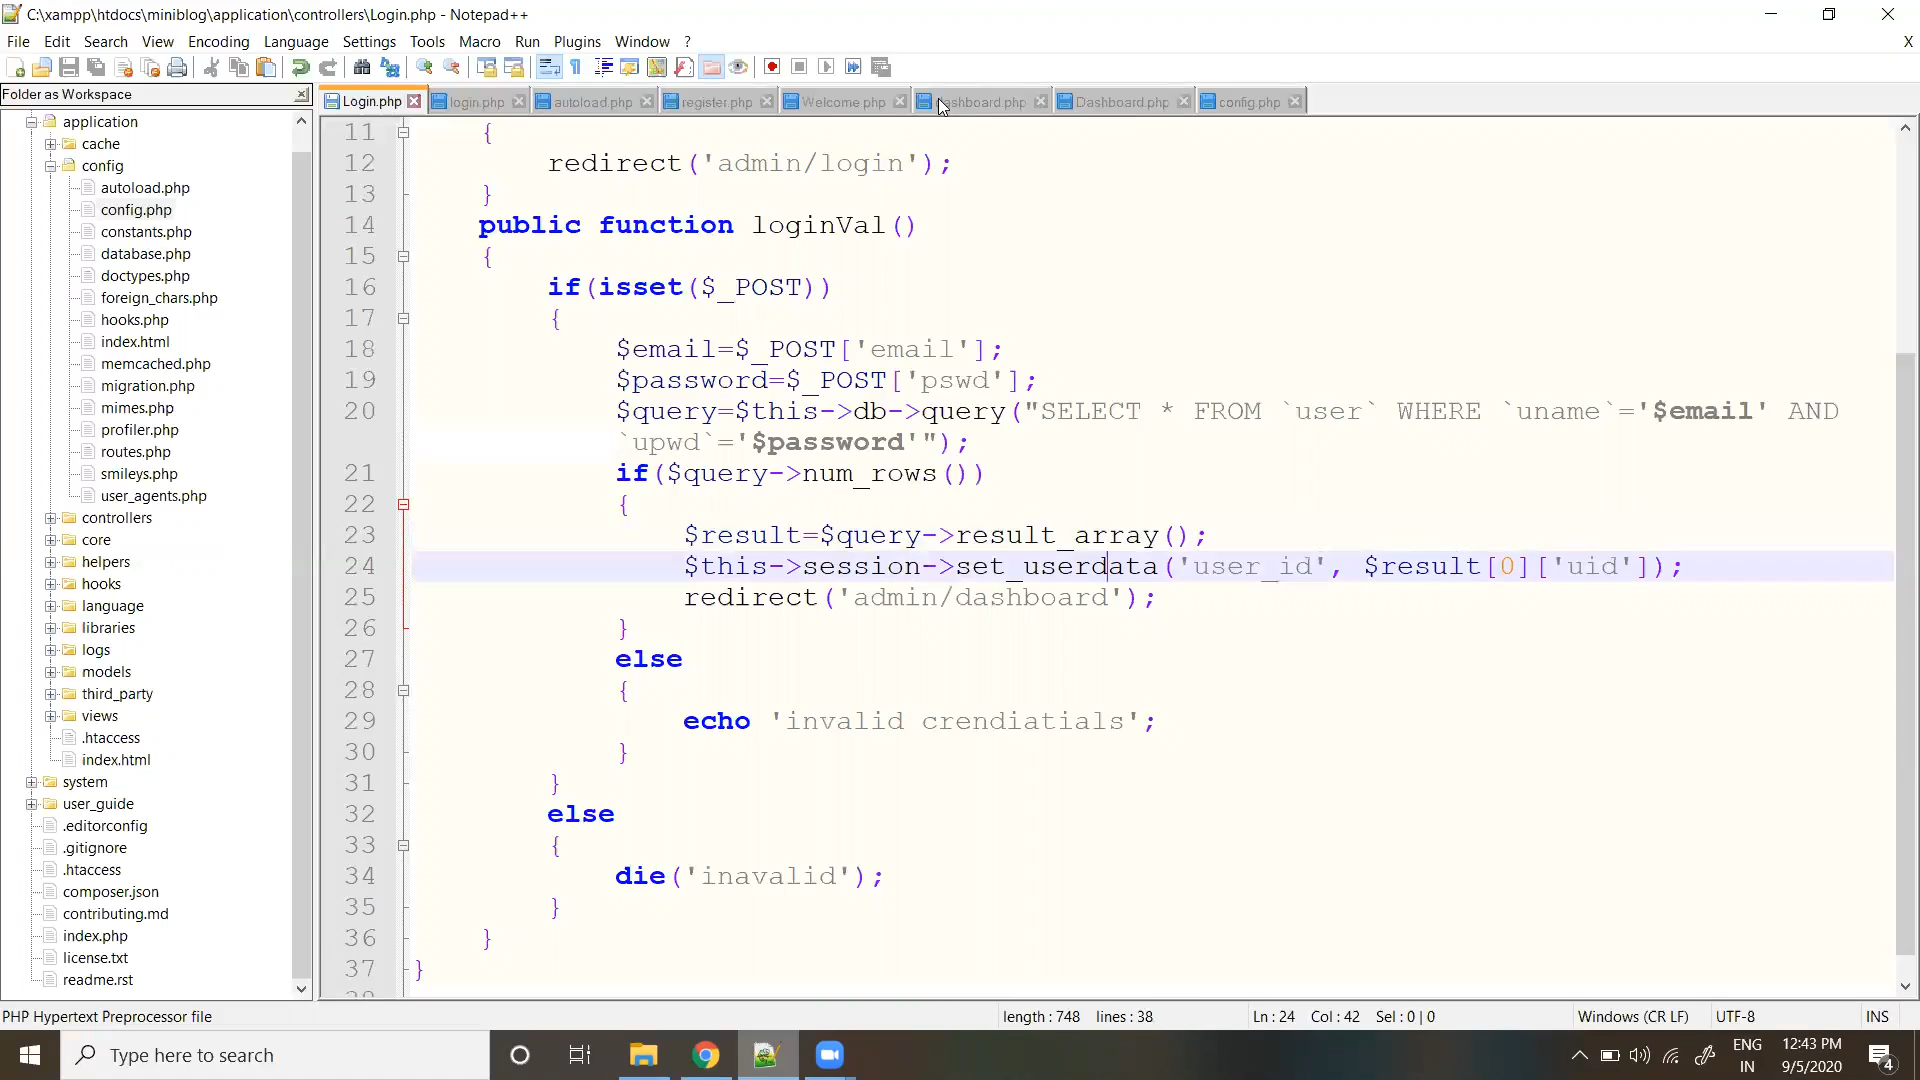 C:\xampp\htdocs\miniblog\application\controllers\Login.php - Notepad++
File Edit Search View Encoding Language Settings Tools Macro Run Plugins Window ? X
Folder as Workspace
Login.php login.php autoload.php register.php Welcome.php dashboard.php Dashboard.php config.php
application
cache
config
autoload.php
config.php
constants.php
database.php
doctypes.php
foreign_chars.php
hooks.php
index.html
memcached.php
migration.php
mimes.php
profiler.php
routes.php
smileys.php
user_agents.php
controllers
core
helpers
hooks
language
libraries
logs
models
third_party
views
.htaccess
index.html
system
user_guide
.editorconfig
.gitignore
.htaccess
composer.json
contributing.md
index.php
license.txt
readme.rst
11 {
12 redirect('admin/login');
13 }
14 public function loginVal()
15 {
16 if(isset($_POST))
17 {
18 $email=$_POST['email'];
19 $password=$_POST['pswd'];
20 $query=$this->db->query("SELECT * FROM `user` WHERE `uname`='$email' AND
`upwd`='$password'");
21 if($query->num_rows())
22 {
23 $result=$query->result_array();
24 $this->session->set_userdata('user_id', $result[0]['uid']);
25 redirect('admin/dashboard');
26 }
27 else
28 {
29 echo 'invalid crendiatials';
30 }
31 }
32 else
33 {
34 die('inavalid');
35 }
36 }
37 }
PHP Hypertext Preprocessor file length : 748 lines : 38 Ln : 24 Col : 42 Sel : 0 | 0 Windows (CR LF) UTF-8 INS
Type here to search
ENG
IN
12:43 PM
9/5/2020
4